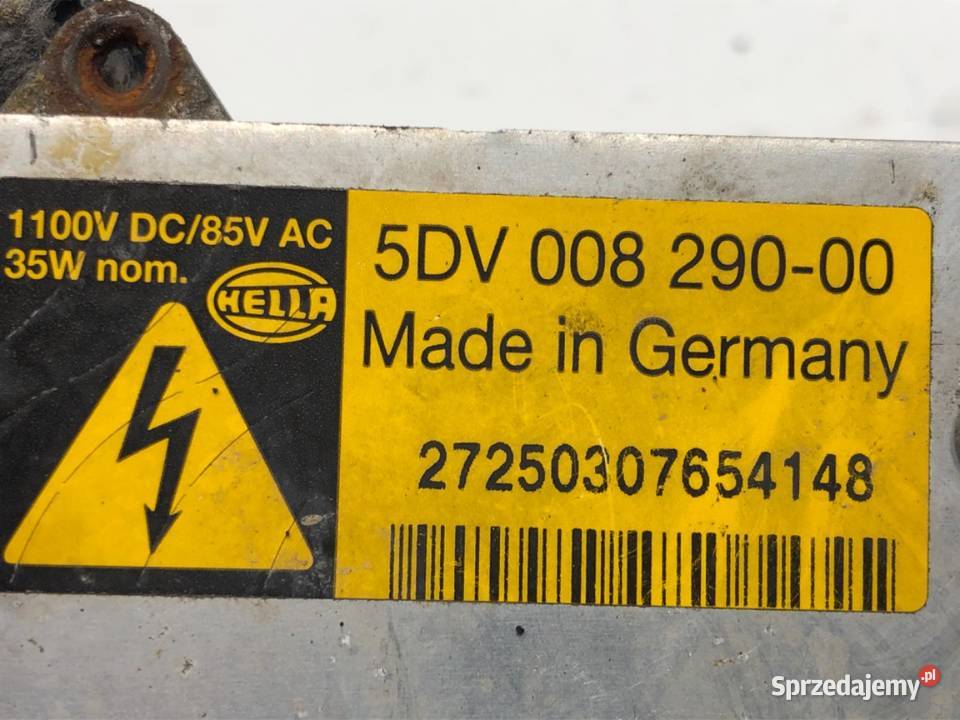 1100V DC/85V AC
35W nom.
HELLA
5DV 008 290-00
Made in Germany
27250307654148
Sprzedajemy.pl